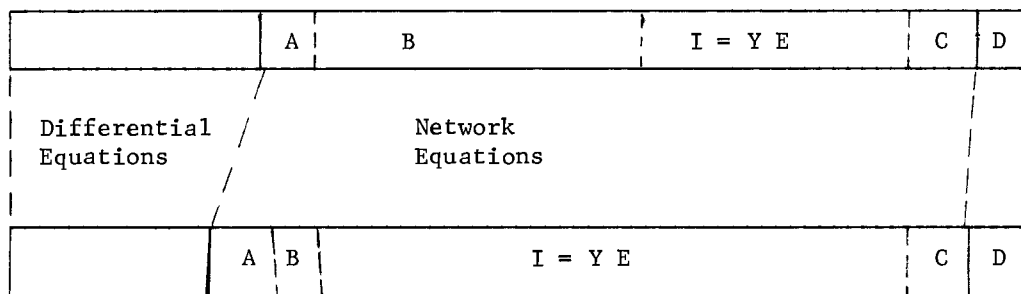 A B I = Y E C D
Differential Network
Equations Equations
A B I = Y E C D